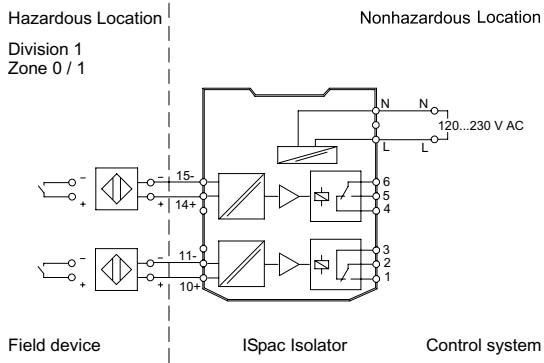 Hazardous Location
Nonhazardous Location
Division 1
Zone 0 / 1
N N
120...230 V AC
L L
– – 15-
+ + 14+
6
5
4
– – 11-
+ + 10+
3
2
1
Field device
ISpac Isolator
Control system